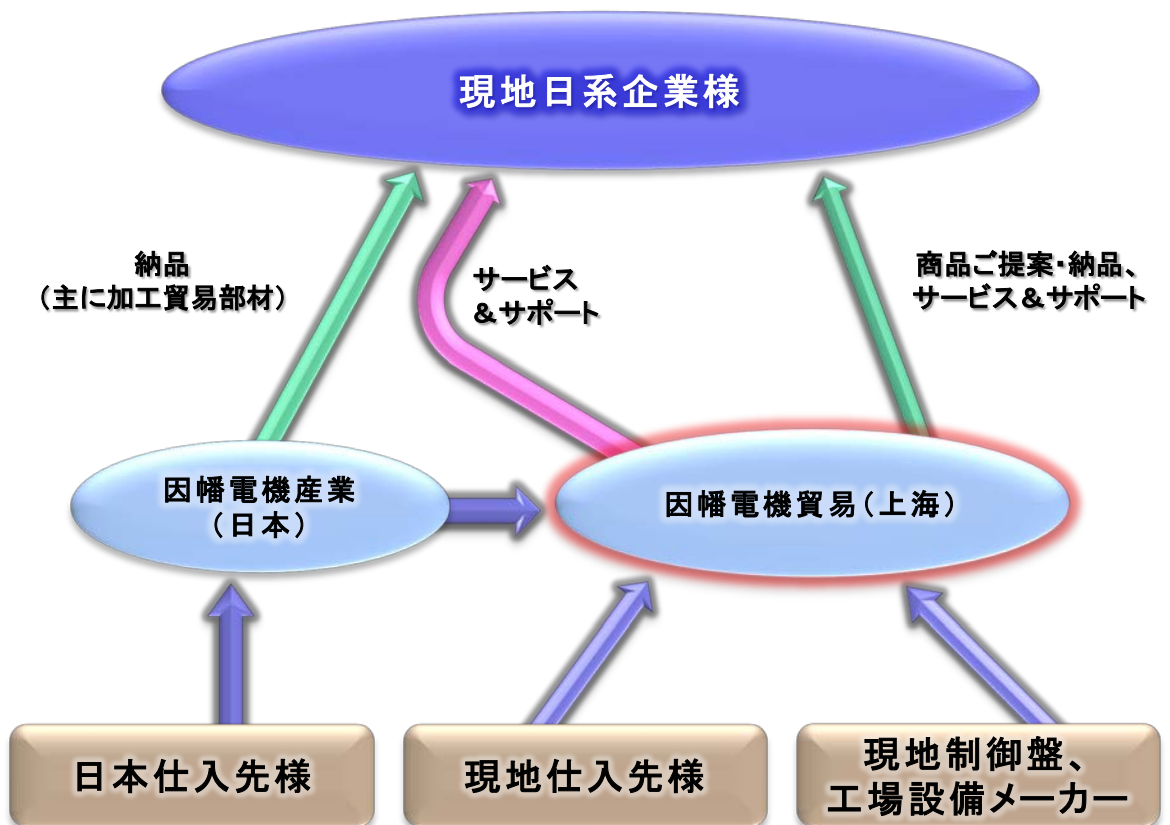 現地日系企業様
納品
（主に加工貿易部材）
サービス
＆サポート
商品ご提案・納品、
サービス＆サポート
因幡電機産業
（日本）
因幡電機貿易（上海）
日本仕入先様
現地仕入先様
現地制御盤、
工場設備メーカー